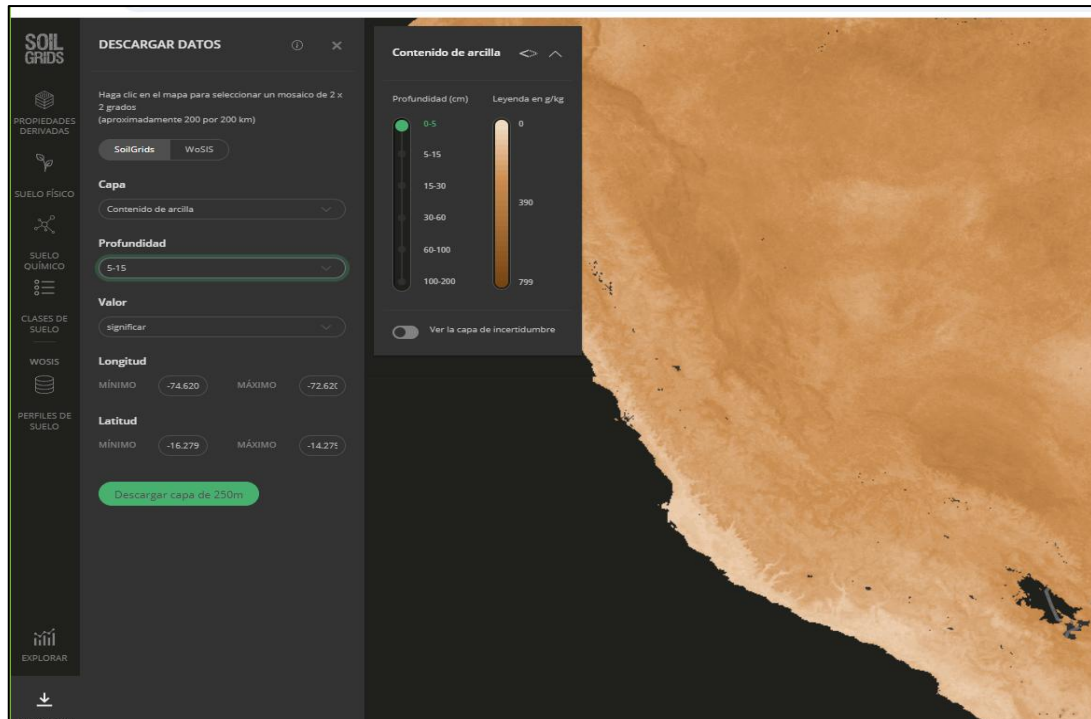 SOIL
GRIDS
PROPIEDADES
DERIVADAS
SUELO FÍSICO
SUELO
QUÍMICO
CLASES DE
SUELO
WOSIS
PERFILES DE
SUELO
EXPLORAR
DESCARGAR DATOS
Haga clic en el mapa para seleccionar un mosaico de 2 x
2 grados
(aproximadamente 200 por 200 km)
SoilGrids WoSIS
Capa
Contenido de arcilla
Profundidad
5-15
Valor
significar
Longitud
MÍNIMO -74.620 MÁXIMO -72.620
Latitud
MÍNIMO -16.279 MÁXIMO -14.279
Descargar capa de 250m
Contenido de arcilla
Profundidad (cm) Leyenda en g/kg
0-5 0
5-15
15-30
390
30-60
60-100
100-200 799
Ver la capa de incertidumbre